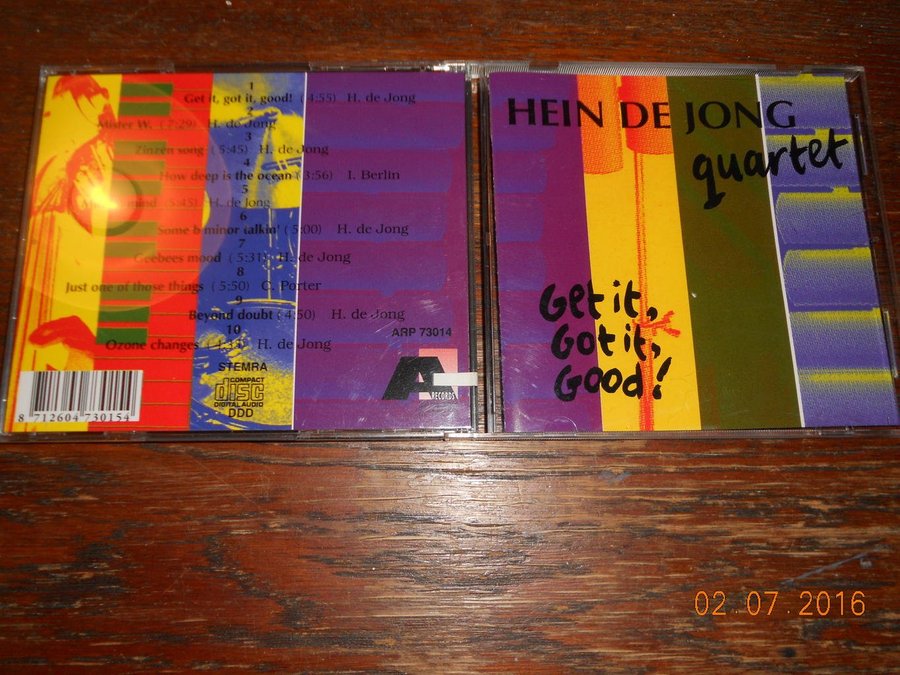 1
Get it, got it, good! (4:55) H. de Jong
2
Mister W. (7:29) H. de Jong
3
Zinzen song (5:45) H. de Jong
4
How deep is the ocean (3:56) I. Berlin
5
mind (5:45) H. de Jong
6
Some b minor talkin' (5:00) H. de Jong
7
Geebees mood (5:31) H. de Jong
8
Just one of those things (5:50) C. Porter
9
Beyond doubt (4:50) H. de Jong
10
Ozone changes H. de Jong
ARP 73014
STEMRA
COMPACT
disc
DIGITAL AUDIO
DDD
A
RECORDS
8 712604 730154
HEIN DE JONG
quartet
Get it,
Got it,
Good!
02.07.2016